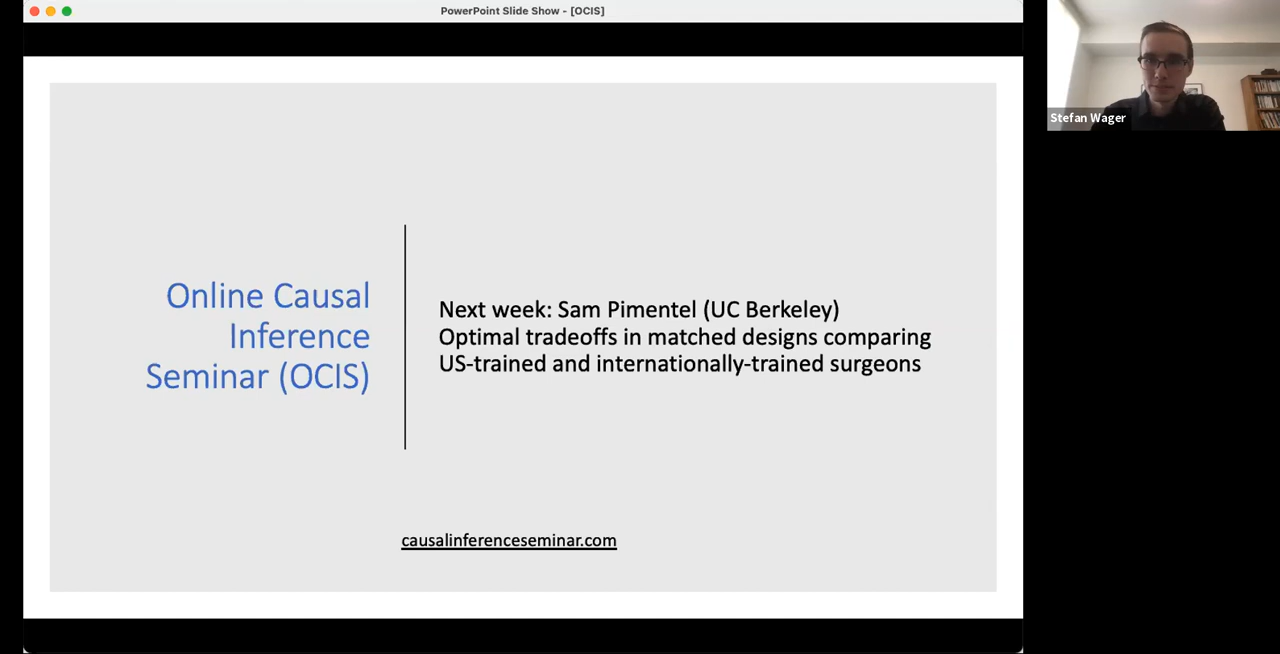 PowerPoint Slide Show - [OCIS]
Stefan Wager
Online Causal
Inference
Seminar (OCIS)
Next week: Sam Pimentel (UC Berkeley)
Optimal tradeoffs in matched designs comparing
US-trained and internationally-trained surgeons
causalinferenceseminar.com